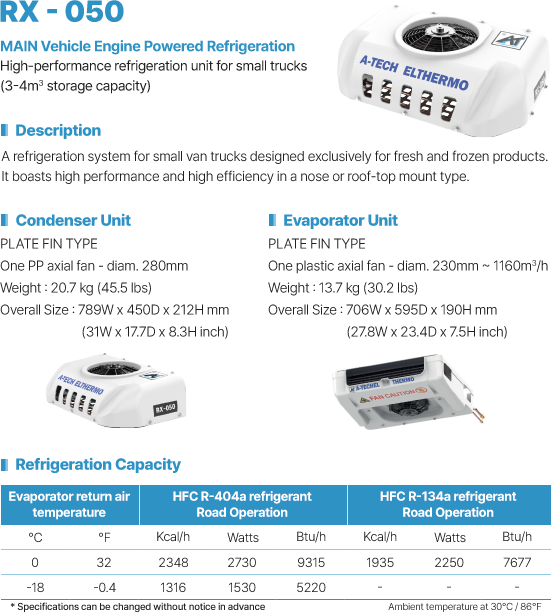 RX - 050
MAIN Vehicle Engine Powered Refrigeration
High-performance refrigeration unit for small trucks
(3-4m³ storage capacity)
A-TECH ELTHERMO
Description
A refrigeration system for small van trucks designed exclusively for fresh and frozen products.
It boasts high performance and high efficiency in a nose or roof-top mount type.
Condenser Unit
PLATE FIN TYPE
One PP axial fan - diam. 280mm
Weight : 20.7 kg (45.5 lbs)
Overall Size : 789W x 450D x 212H mm
(31W x 17.7D x 8.3H inch)
A-TECH ELTHERMO
RX-050
Evaporator Unit
PLATE FIN TYPE
One plastic axial fan - diam. 230mm ~ 1160m³/h
Weight : 13.7 kg (30.2 lbs)
Overall Size : 706W x 595D x 190H mm
(27.8W x 23.4D x 7.5H inch)
THERMO
FAN CAUTION
Refrigeration Capacity
Evaporator return air temperature HFC R-404a refrigerant Road Operation HFC R-134a refrigerant Road Operation
°C °F Kcal/h Watts Btu/h Kcal/h Watts Btu/h
0 32 2348 2730 9315 1935 2250 7677
-18 -0.4 1316 1530 5220 - - -
* Specifications can be changed without notice in advance Ambient temperature at 30°C / 86°F